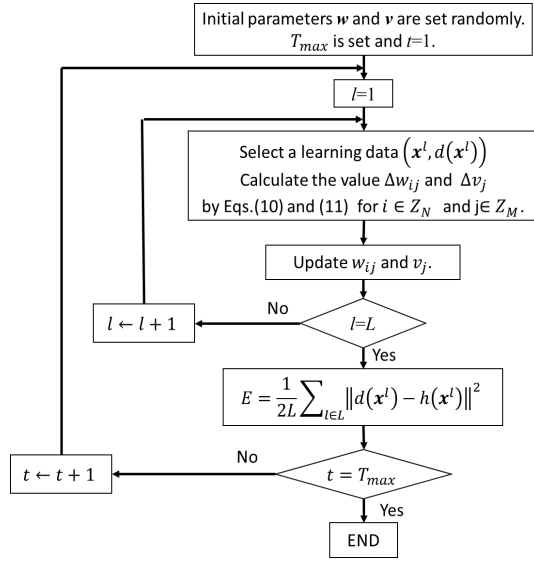 Initial parameters w and v are set randomly.
T_max is set and t=1.
l=1
Select a learning data (x^l, d(x^l))
Calculate the value Δw_ij and Δv_j
by Eqs.(10) and (11) for i ∈ Z_N and j∈ Z_M.
Update w_ij and v_j.
No
l ← l + 1
l=L
Yes
E = 1/2L ∑_{l∈L} ‖d(x^l) − h(x^l)‖^2
No
t ← t + 1
t = T_max
Yes
END